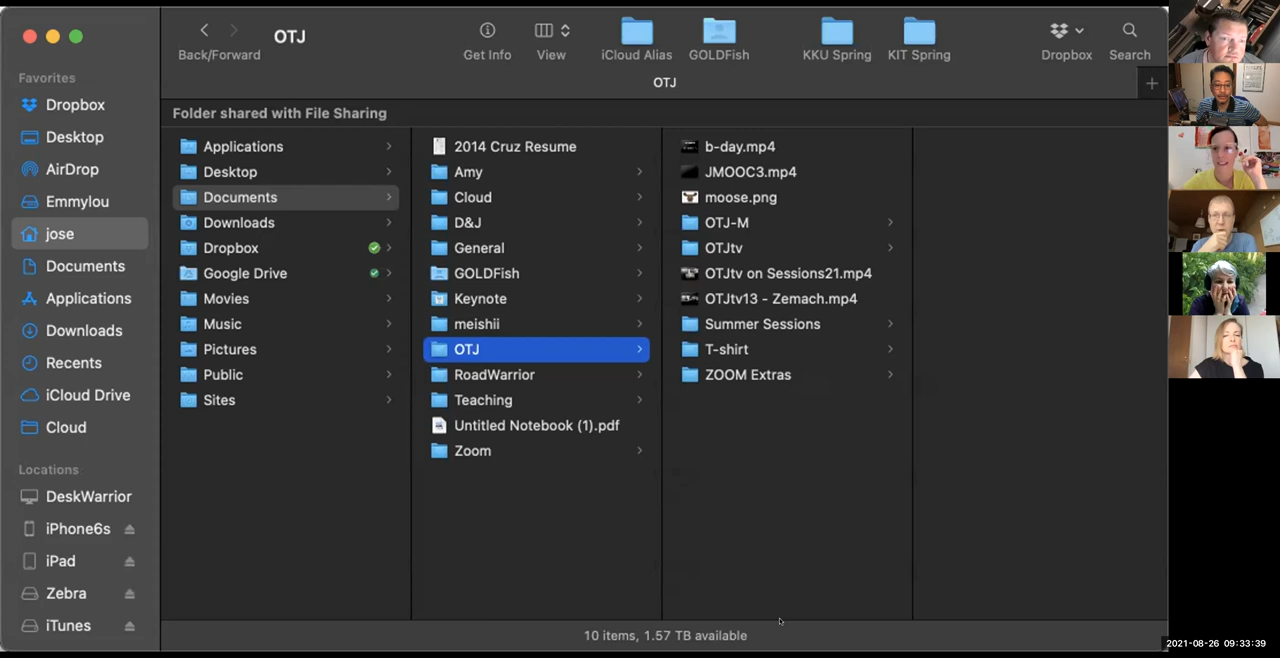 OTJ
Back/Forward
Get Info
View
iCloud Alias
GOLDFish
KKU Spring
KIT Spring
Dropbox
Search
OTJ
Folder shared with File Sharing
Favorites
Dropbox
Desktop
AirDrop
Emmylou
jose
Documents
Applications
Downloads
Recents
iCloud Drive
Cloud
Locations
DeskWarrior
iPhone6s
iPad
Zebra
iTunes
Applications
Desktop
Documents
Downloads
Dropbox
Google Drive
Movies
Music
Pictures
Public
Sites
2014 Cruz Resume
Amy
Cloud
D&J
General
GOLDFish
Keynote
meishii
OTJ
RoadWarrior
Teaching
Untitled Notebook (1).pdf
Zoom
b-day.mp4
JMOOC3.mp4
moose.png
OTJ-M
OTJtv
OTJtv on Sessions21.mp4
OTJtv13 - Zemach.mp4
Summer Sessions
T-shirt
ZOOM Extras
10 items, 1.57 TB available
2021-08-26 09:33:39